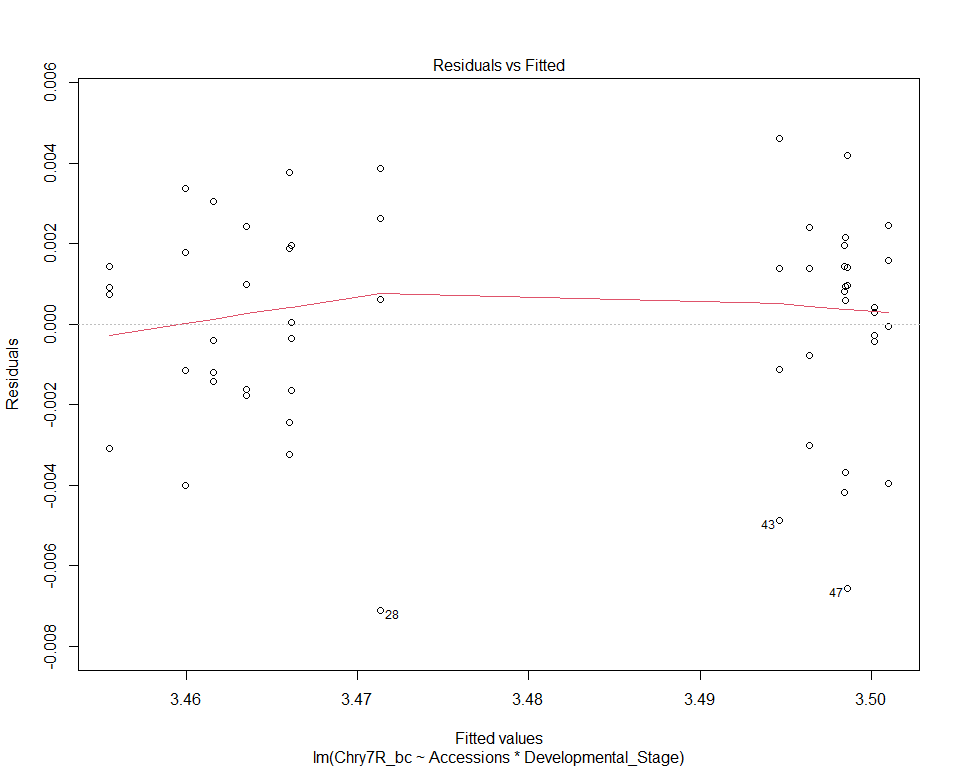 Residuals vs Fitted
0.006
0.004
0.002
0.000
-0.002
-0.004
-0.006
-0.008
Residuals
43
47
28
3.46 3.47 3.48 3.49 3.50
Fitted values
lm(Chry7R_bc ~ Accessions * Developmental_Stage)